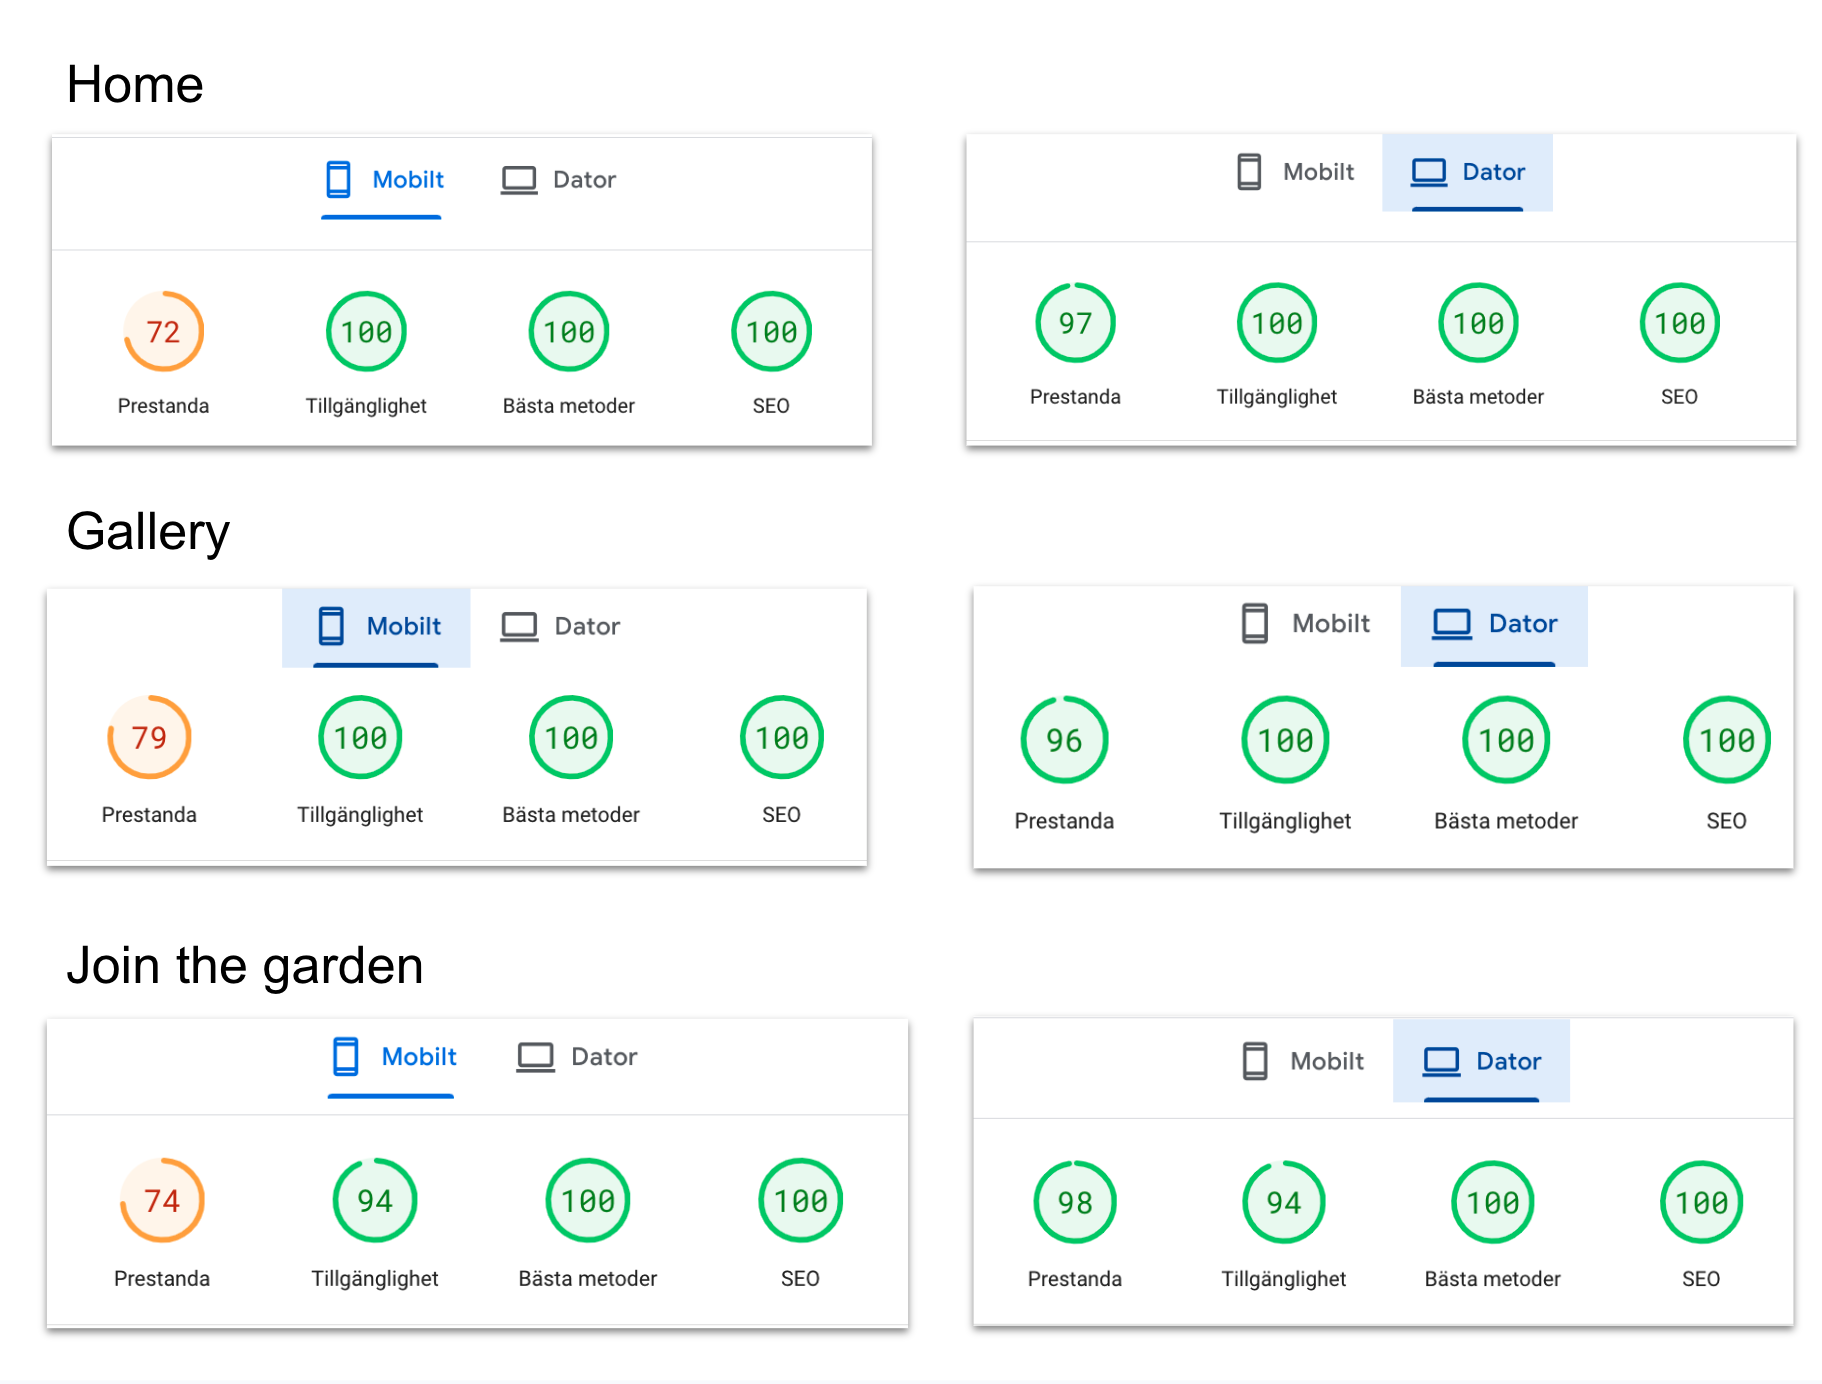 Home
Mobilt Dator
72 100 100 100
Prestanda Tillgänglighet Bästa metoder SEO
Mobilt Dator
97 100 100 100
Prestanda Tillgänglighet Bästa metoder SEO
Gallery
Mobilt Dator
79 100 100 100
Prestanda Tillgänglighet Bästa metoder SEO
Mobilt Dator
96 100 100 100
Prestanda Tillgänglighet Bästa metoder SEO
Join the garden
Mobilt Dator
74 94 100 100
Prestanda Tillgänglighet Bästa metoder SEO
Mobilt Dator
98 94 100 100
Prestanda Tillgänglighet Bästa metoder SEO